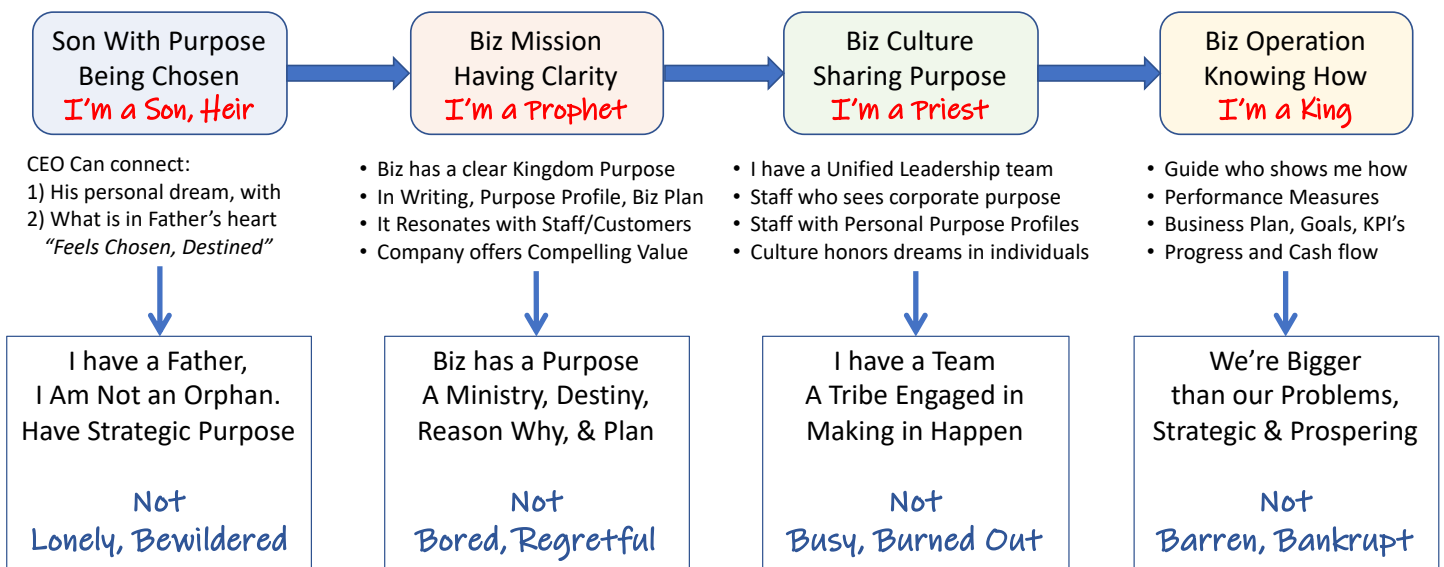 Son With Purpose
Being Chosen
I'm a Son, Heir
Biz Mission
Having Clarity
I'm a Prophet
Biz Culture
Sharing Purpose
I'm a Priest
Biz Operation
Knowing How
I'm a King
CEO Can connect:
1) His personal dream, with
2) What is in Father's heart
“Feels Chosen, Destined”
• Biz has a clear Kingdom Purpose
• In Writing, Purpose Profile, Biz Plan
• It Resonates with Staff/Customers
• Company offers Compelling Value
• I have a Unified Leadership team
• Staff who sees corporate purpose
• Staff with Personal Purpose Profiles
• Culture honors dreams in individuals
• Guide who shows me how
• Performance Measures
• Business Plan, Goals, KPI's
• Progress and Cash flow
I have a Father,
I Am Not an Orphan.
Have Strategic Purpose
Not
Lonely, Bewildered
Biz has a Purpose
A Ministry, Destiny,
Reason Why, & Plan
Not
Bored, Regretful
I have a Team
A Tribe Engaged in
Making in Happen
Not
Busy, Burned Out
We're Bigger
than our Problems,
Strategic & Prospering
Not
Barren, Bankrupt